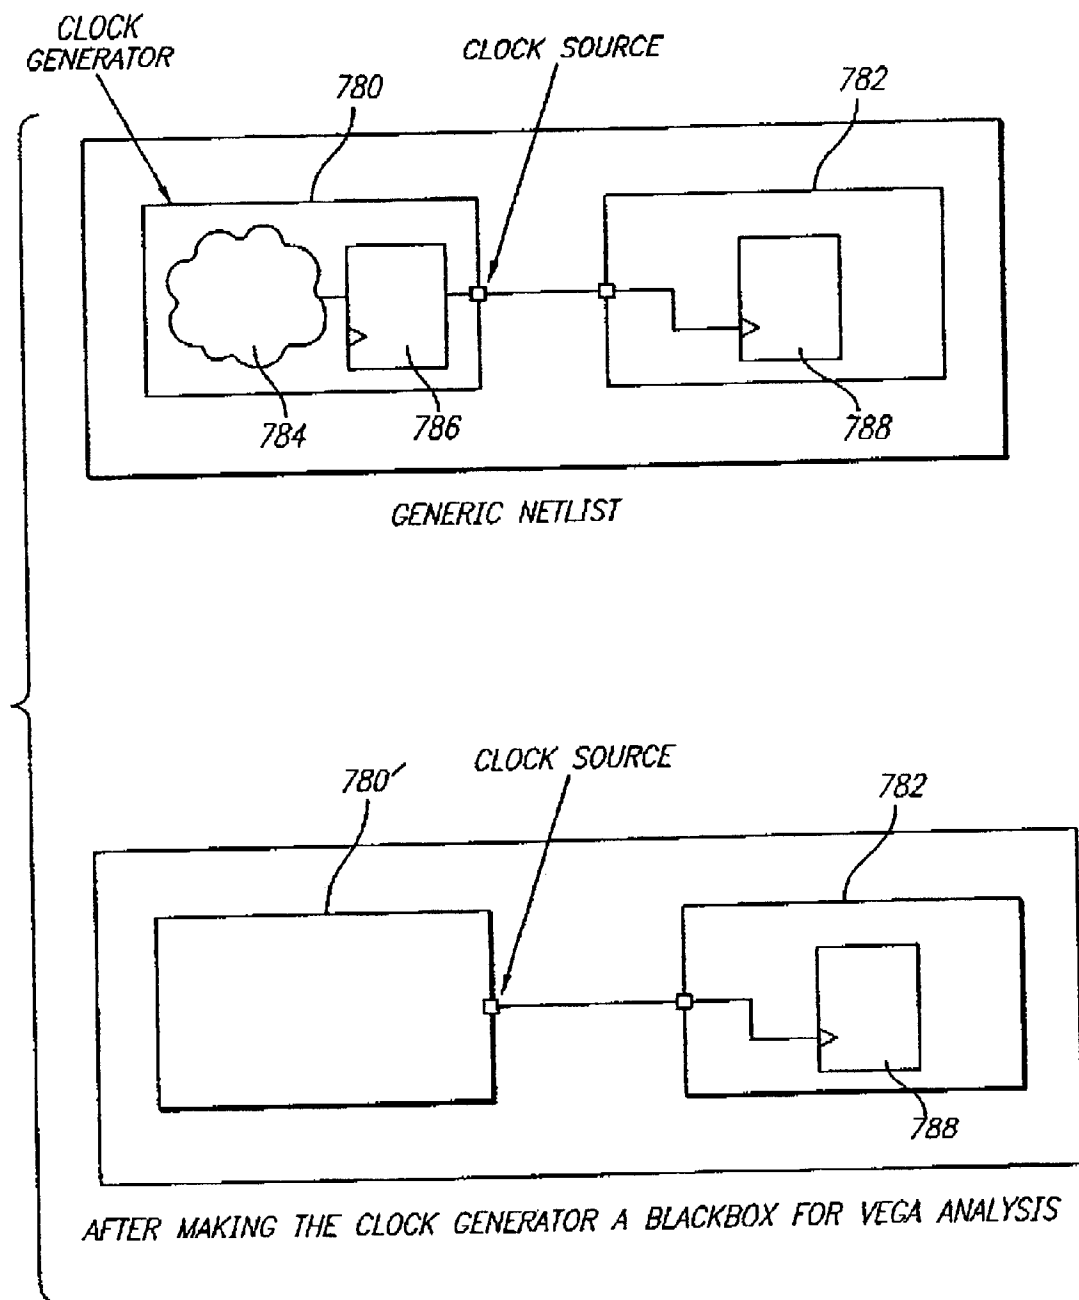 CLOCK
GENERATOR
CLOCK SOURCE
780
782
784
786
788
GENERIC NETLIST
CLOCK SOURCE
780′
782
788
AFTER MAKING THE CLOCK GENERATOR A BLACKBOX FOR VEGA ANALYSIS